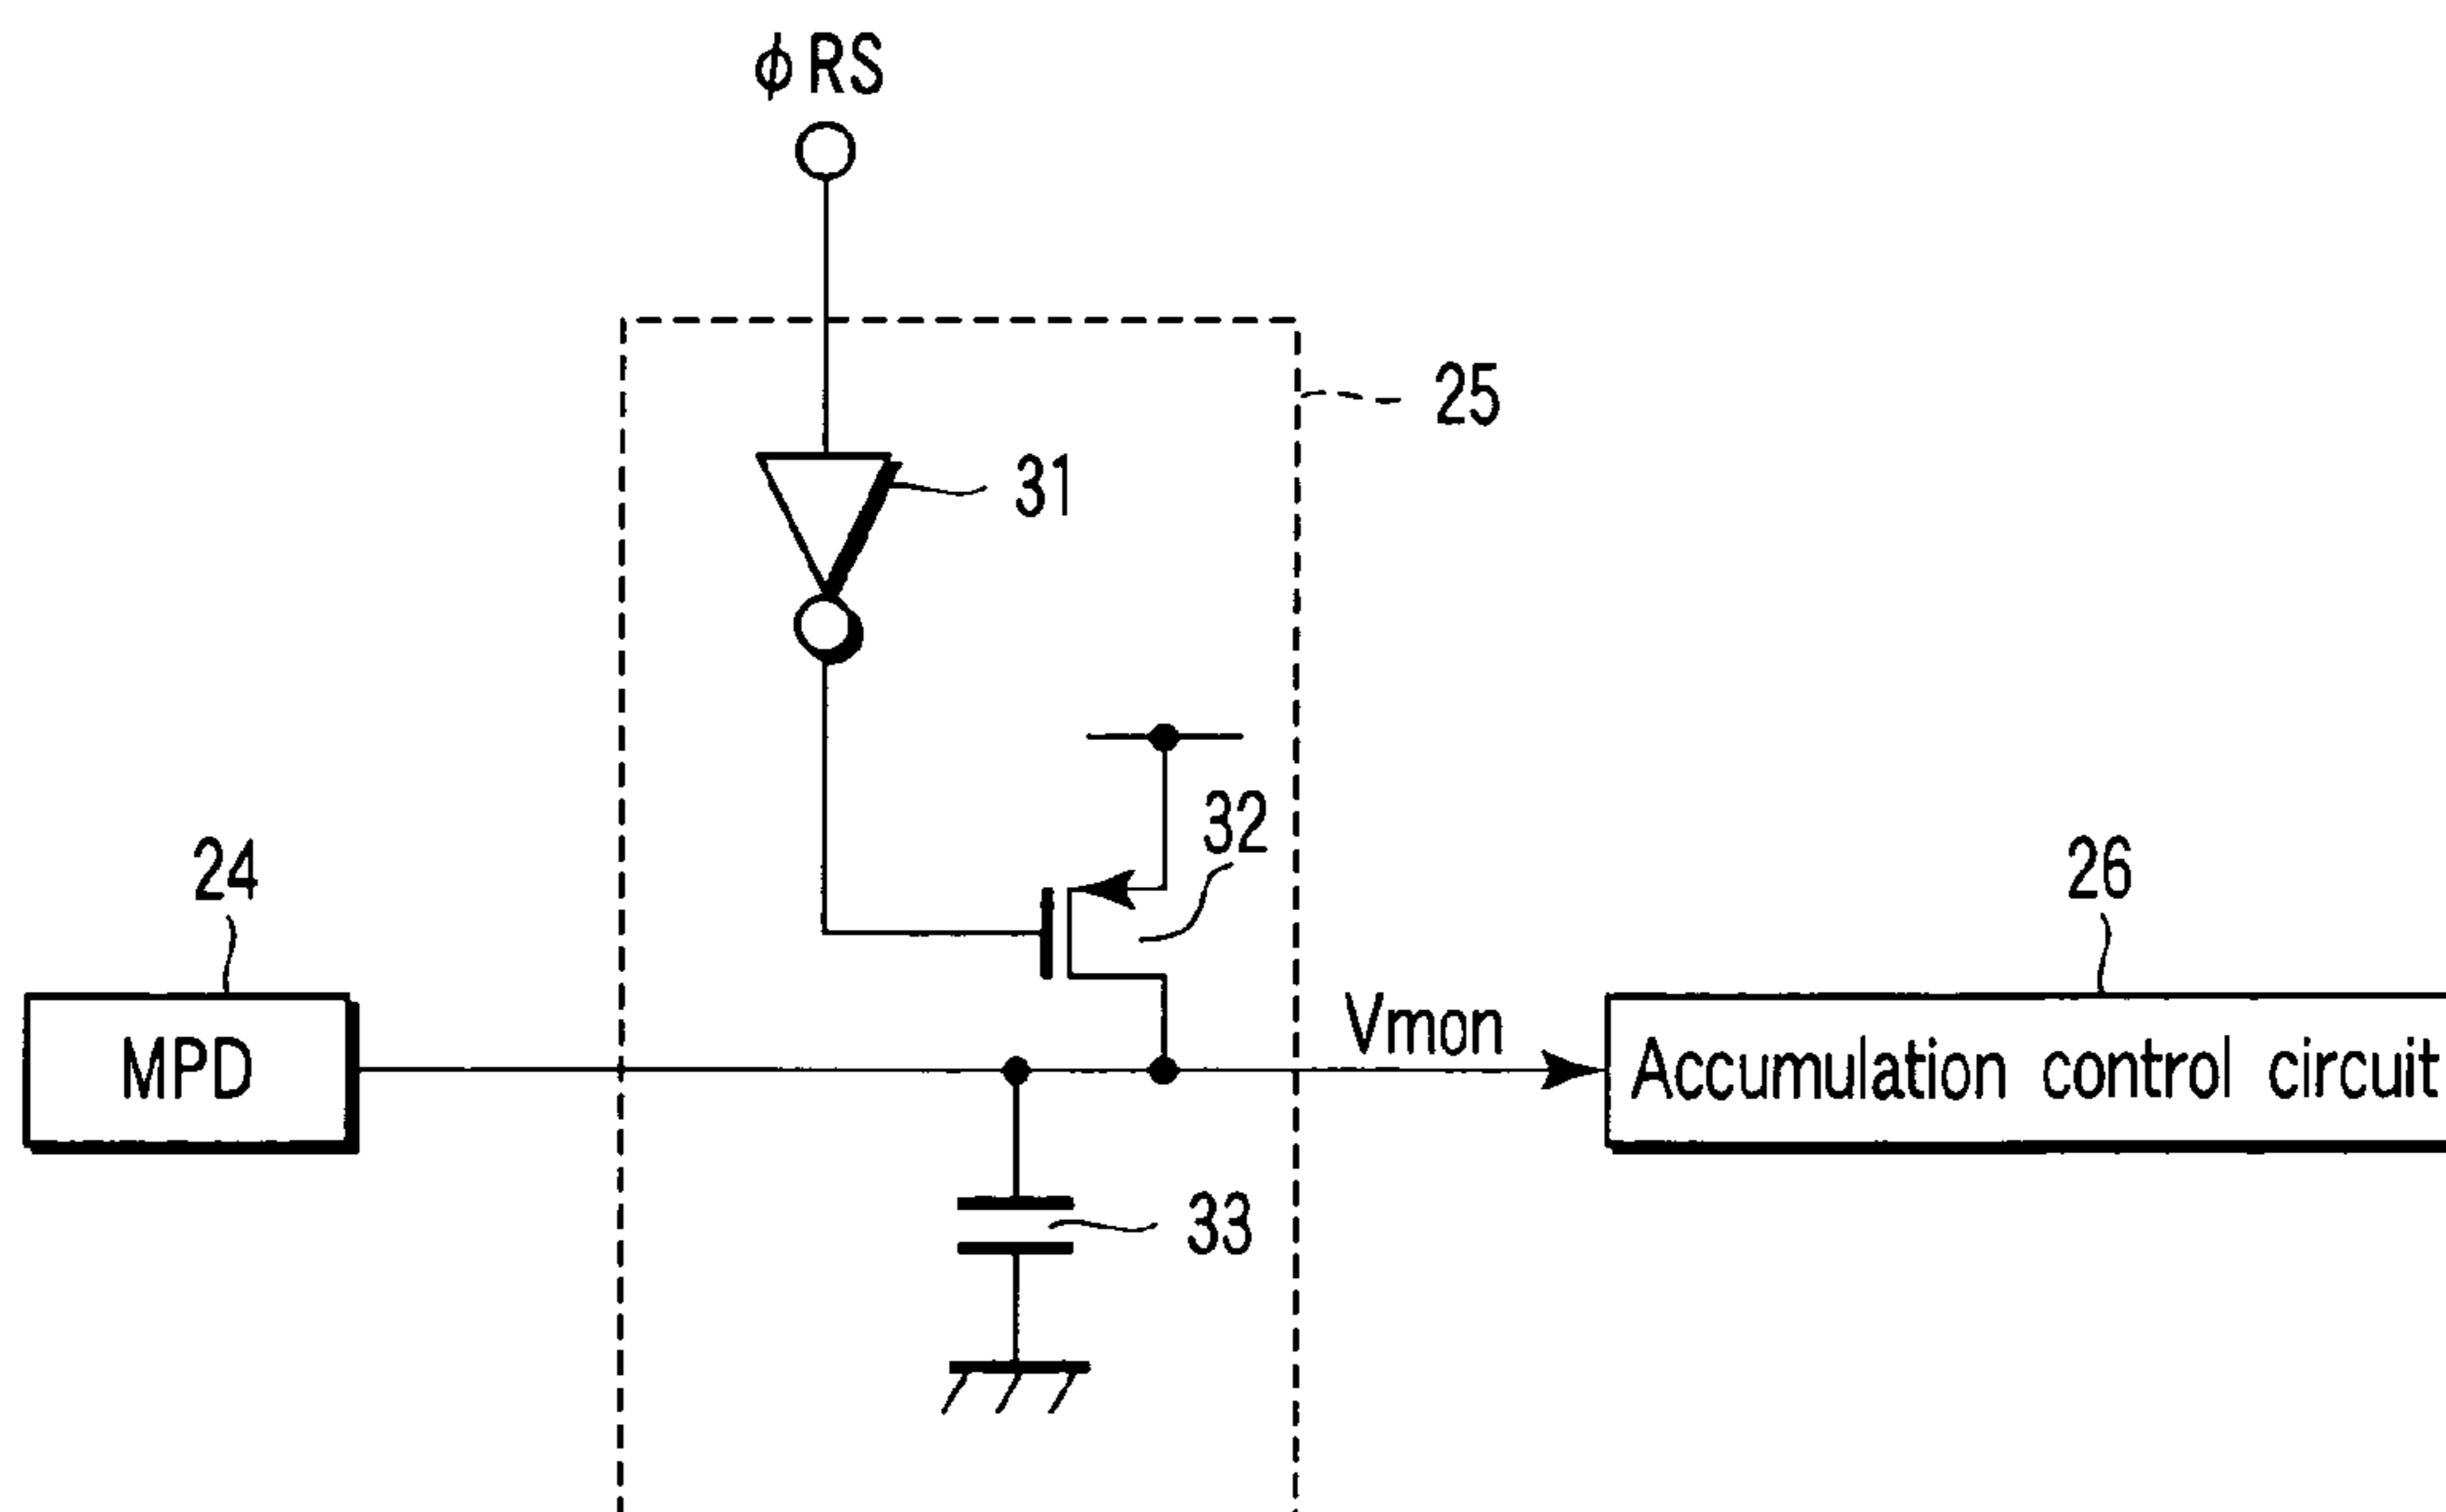 ϕRS
25
31
32
24
26
Vmon
MPD
Accumulation control circuit
33